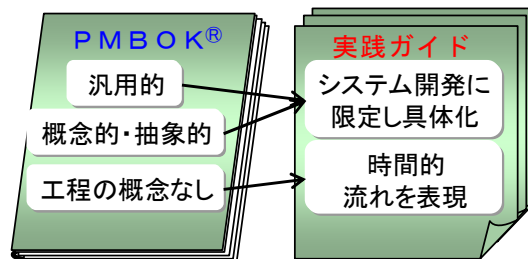 PMBOK®
汎用的
概念的・抽象的
工程の概念なし
実践ガイド
システム開発に
限定し具体化
時間的
流れを表現